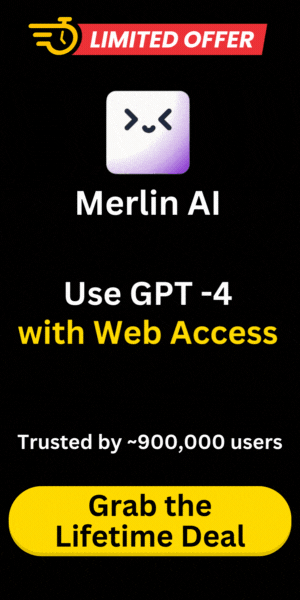 LIMITED OFFER
Merlin AI
Use GPT -4
with Web Access
Trusted by ~900,000 users
Grab the
Lifetime Deal